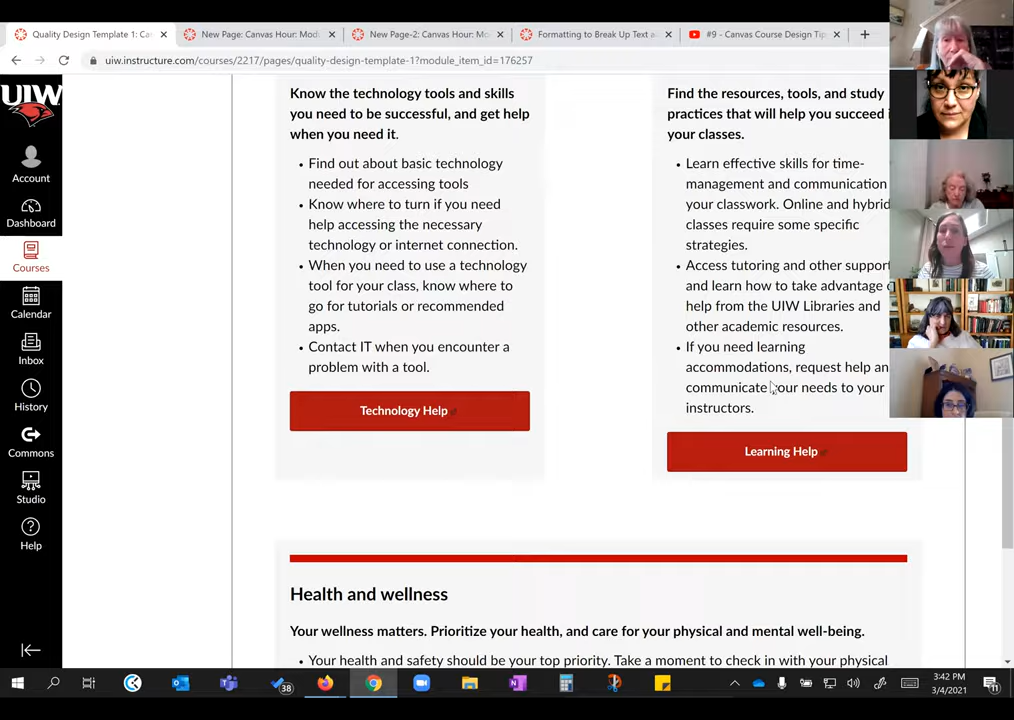 Quality Design Template 1: Ca
New Page: Canvas Hour: Mod
New Page-2: Canvas Hour: Mo
Formatting to Break Up Text a
#9 - Canvas Course Design Tip
uiw.instructure.com/courses/2217/pages/quality-design-template-1?module_item_id=176257
UIW
Account
Dashboard
Courses
Calendar
Inbox
History
Commons
Studio
Help
Know the technology tools and skills
you need to be successful, and get help
when you need it.
• Find out about basic technology
needed for accessing tools
• Know where to turn if you need
help accessing the necessary
technology or internet connection.
• When you need to use a technology
tool for your class, know where to
go for tutorials or recommended
apps.
• Contact IT when you encounter a
problem with a tool.
Technology Help
Find the resources, tools, and study
practices that will help you succeed
your classes.
• Learn effective skills for time-
management and communication
your classwork. Online and hybrid
classes require some specific
strategies.
• Access tutoring and other support
and learn how to take advantage
help from the UIW Libraries and
other academic resources.
• If you need learning
accommodations, request help an
communicate your needs to your
instructors.
Learning Help
Health and wellness
Your wellness matters. Prioritize your health, and care for your physical and mental well-being.
• Your health and safety should be your top priority. Take a moment to check in with your physical
38
3:42 PM
3/4/2021
11